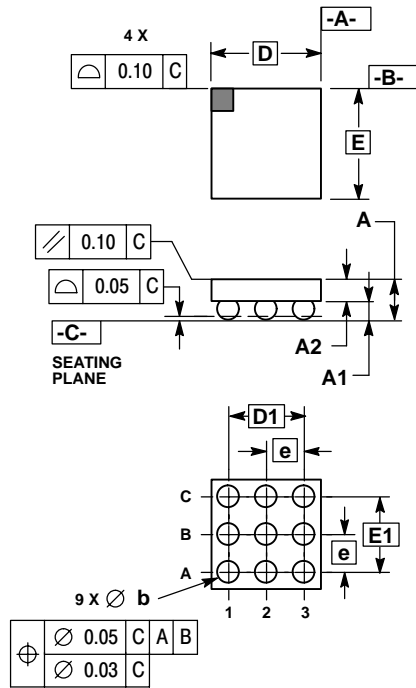 -A-
4 X
D
⌓ 0.10 C
-B-
E
A
// 0.10 C
⌓ 0.05 C
-C-
A2
SEATING
PLANE
A1
D1
e
C
B
E1
e
A
9 X ∅ b
1 2 3
⌖ ∅ 0.05 C A B
∅ 0.03 C